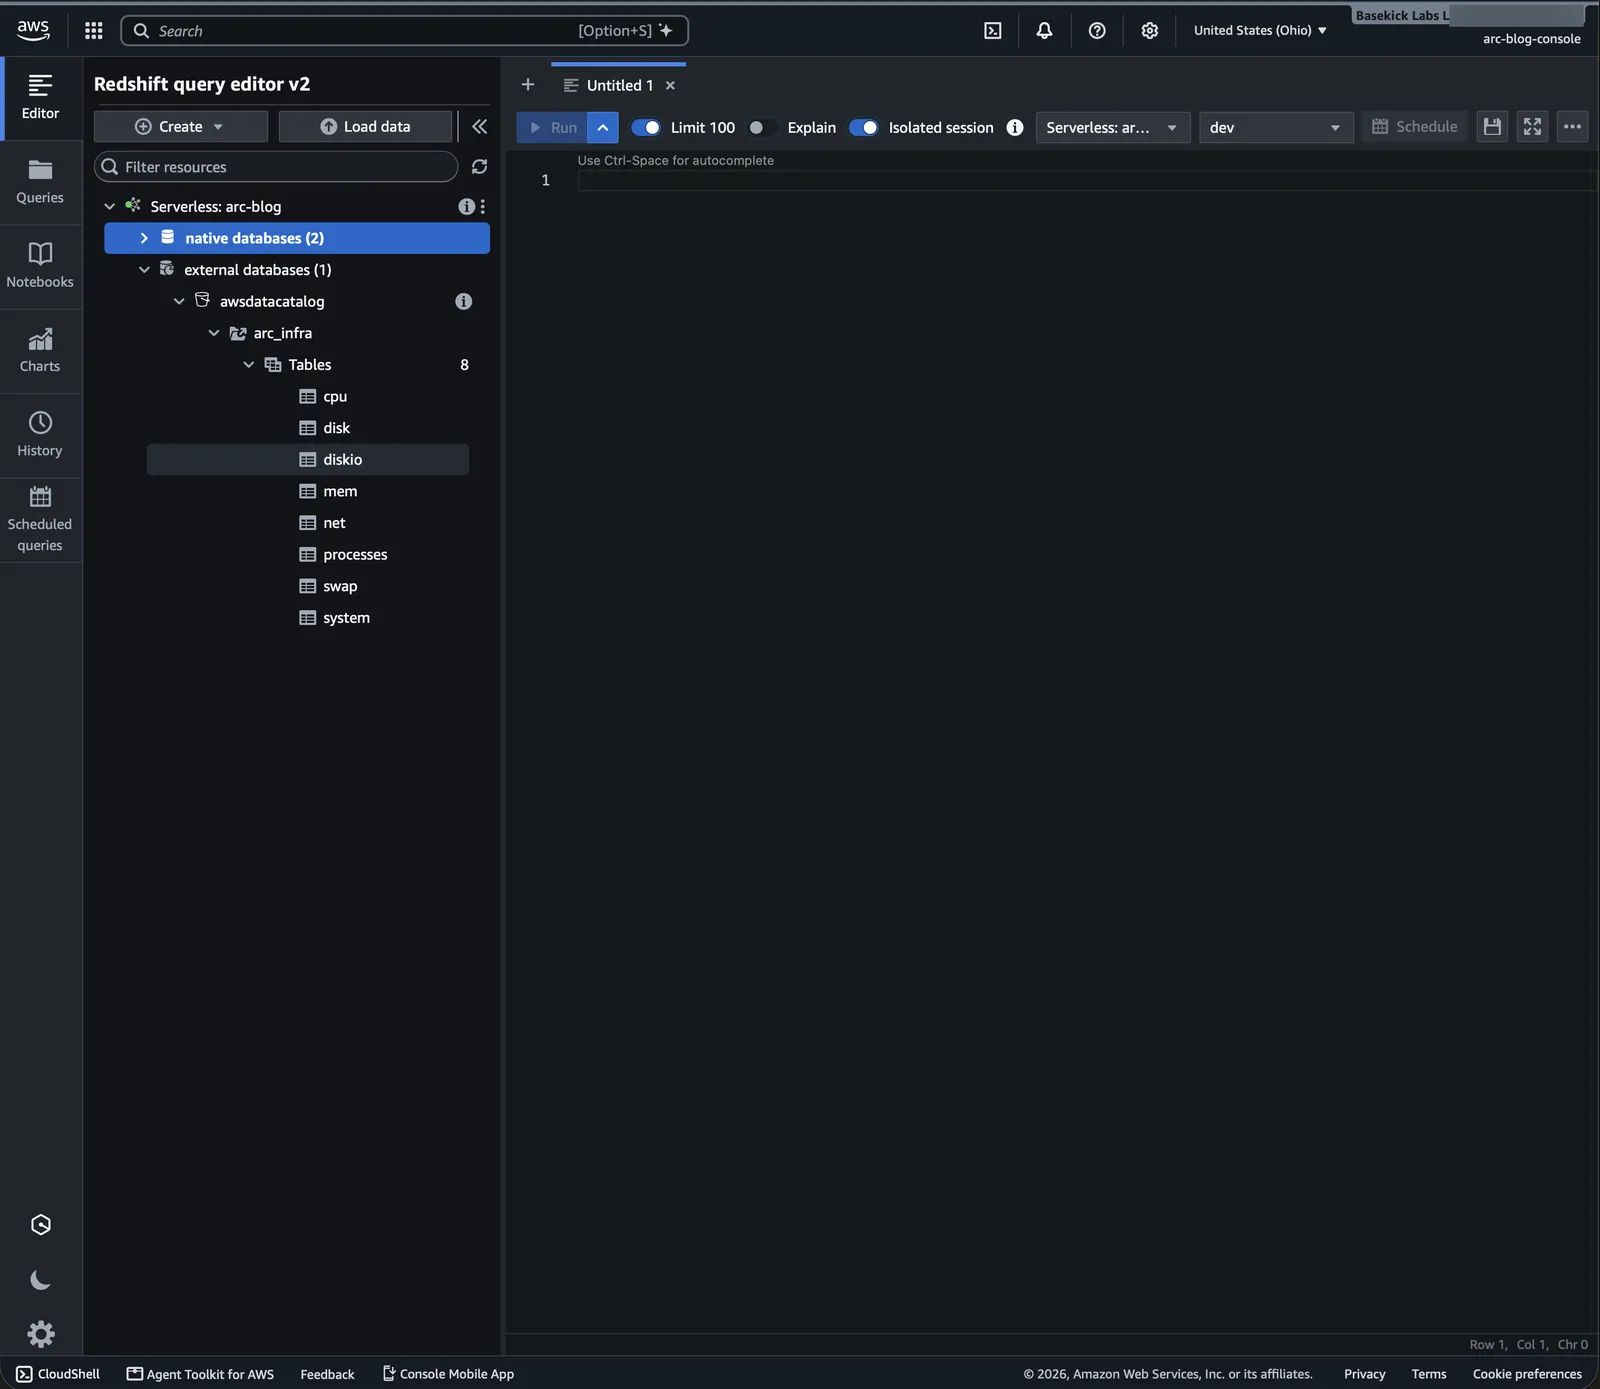 aws
Search [Option+S]
United States (Ohio)
Basekick Labs L
arc-blog-console
Editor
Queries
Notebooks
Charts
History
Scheduled
queries
Redshift query editor v2
Create
Load data
Filter resources
Serverless: arc-blog
native databases (2)
external databases (1)
awsdatacatalog
arc_infra
Tables 8
cpu
disk
diskio
mem
net
processes
swap
system
Untitled 1
Run
Limit 100
Explain
Isolated session
Serverless: ar...
dev
Schedule
Use Ctrl-Space for autocomplete
1
Row 1, Col 1, Chr 0
CloudShell
Agent Toolkit for AWS
Feedback
Console Mobile App
© 2026, Amazon Web Services, Inc. or its affiliates.
Privacy
Terms
Cookie preferences